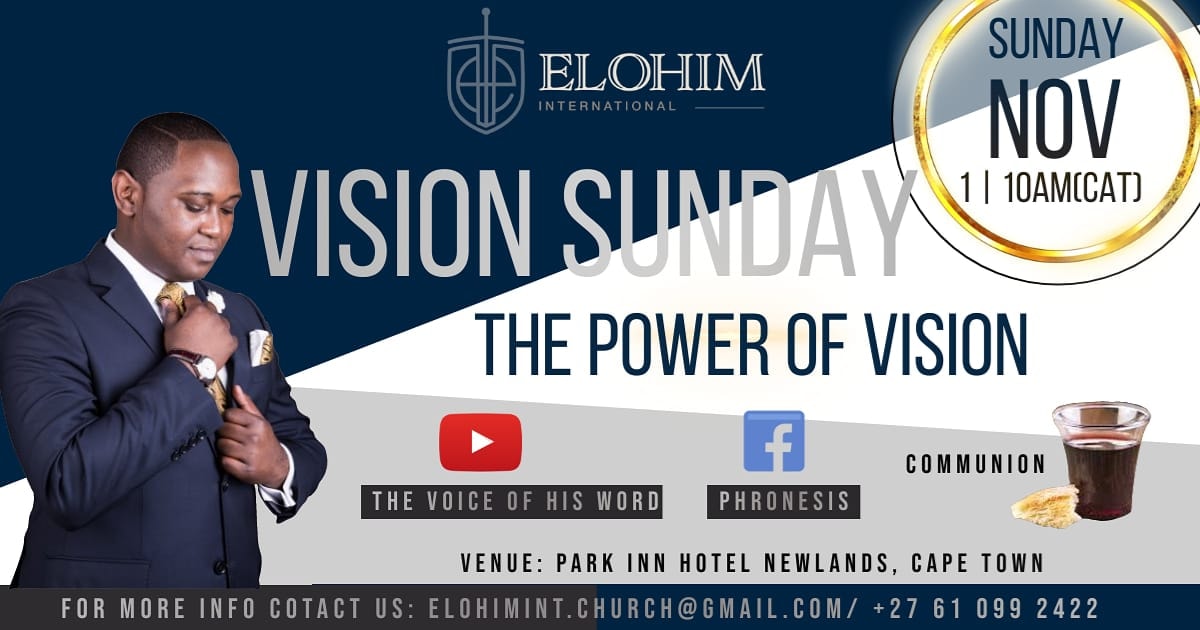 ELOHIM
INTERNATIONAL
SUNDAY
NOV
1 | 10AM(CAT)
VISION SUNDAY
THE POWER OF VISION
COMMUNION
THE VOICE OF HIS WORD
PHRONESIS
VENUE: PARK INN HOTEL NEWLANDS, CAPE TOWN
FOR MORE INFO COTACT US: ELOHIMINT.CHURCH@GMAIL.COM/ +27 61 099 2422